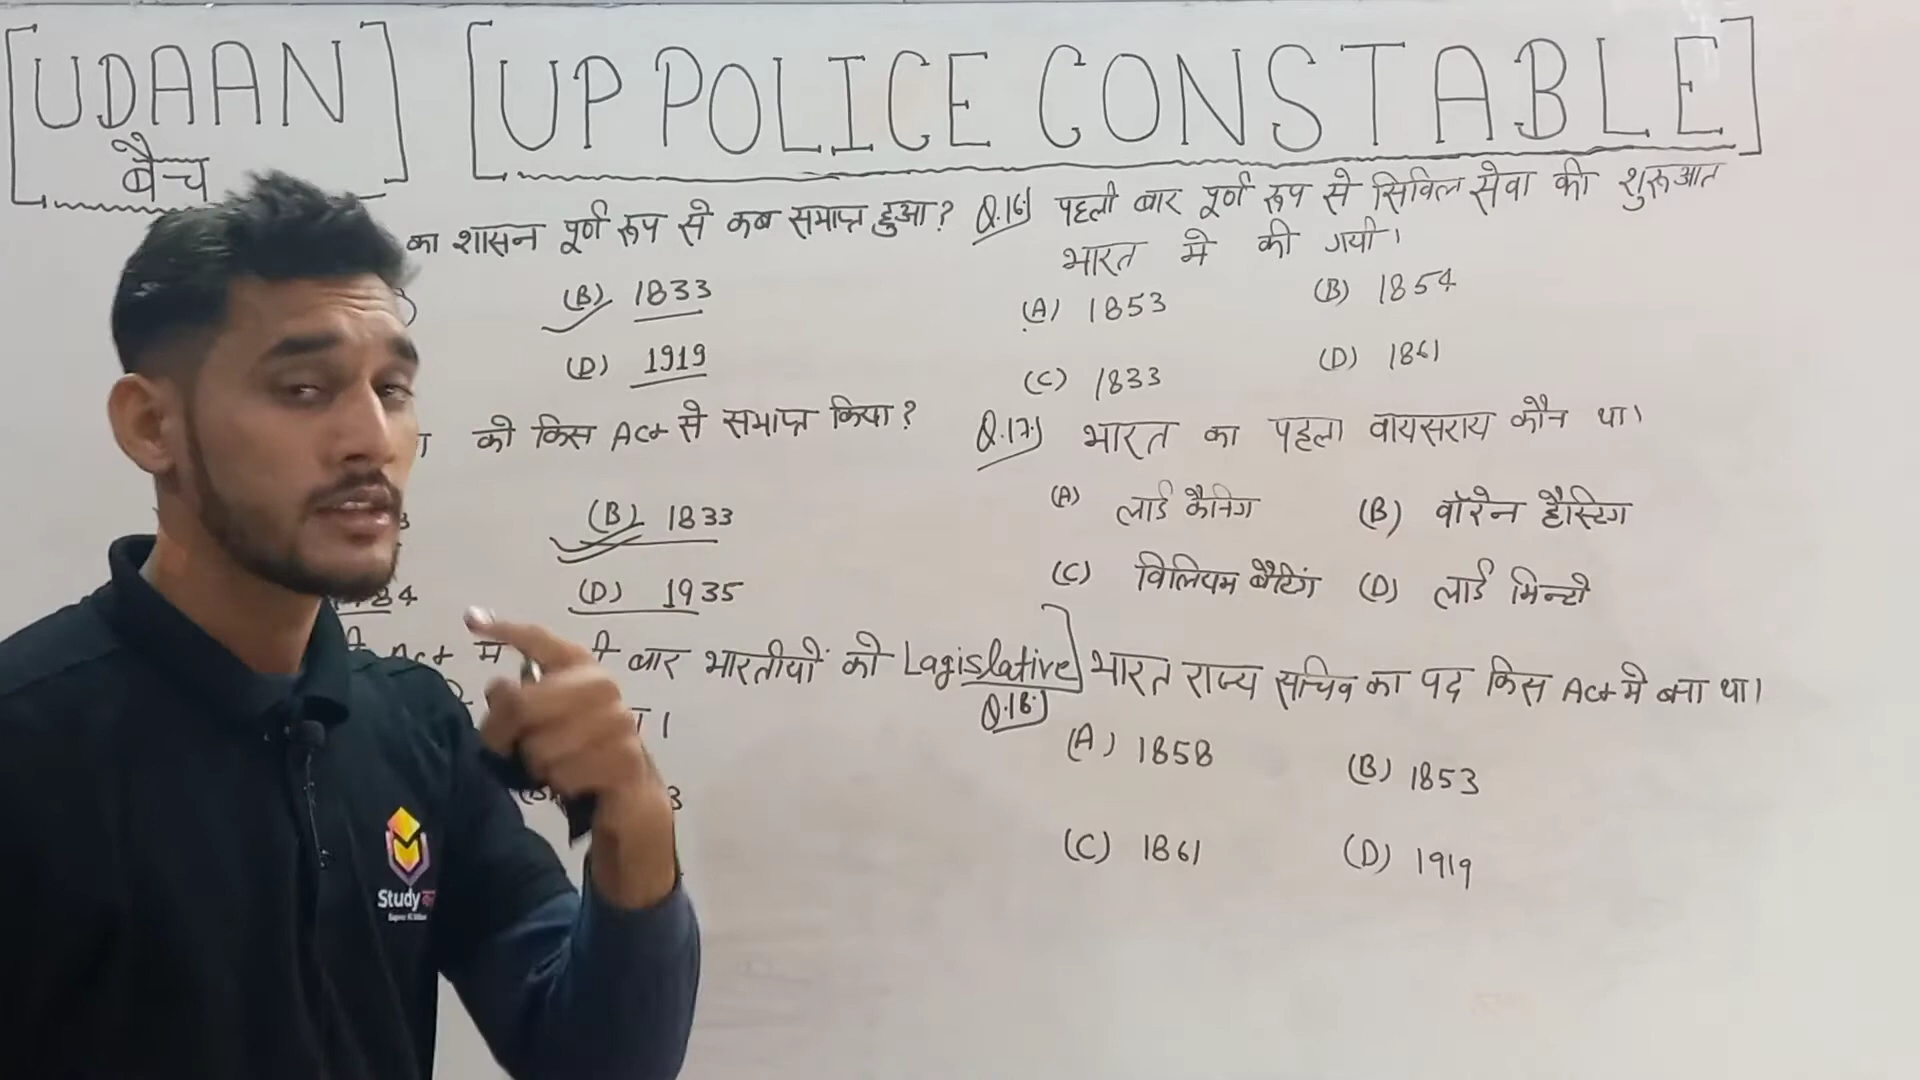 [UDAAN]
बैच
[UP POLICE CONSTABLE]
का शासन पूर्ण रूप से कब समाप्त हुआ?
(B) 1833
(D) 1919
को किस Act से समाप्त किया?
(B) 1833
(D) 1935
Act में
बार भारतीयों को Lagislative]
Q.16) पहली बार पूर्ण रूप से सिविल सेवा की शुरुआत
भारत मे की गयी।
(A) 1853 (B) 1854
(C) 1833 (D) 1861
Q.17) भारत का पहला वायसराय कौन था।
(A) लार्ड कैनिग (B) वॉरेन हैस्टिग
(C) विलियम बैटिंग (D) लार्ड मिन्टो
Q.18) भारत राज्य सचिव का पद किस Act मे बना था।
(A) 1858 (B) 1853
(C) 1861 (D) 1919
Study